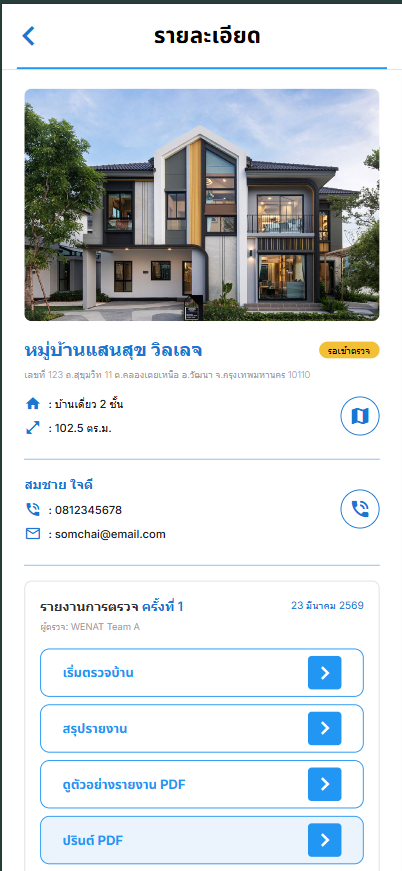 รายละเอียด
หมู่บ้านแสนสุข วิลเลจ
รอเข้าตรวจ
เลขที่ 123 ถ.สุขุมวิท 11 ต.คลองเตยเหนือ อ.วัฒนา จ.กรุงเทพมหานคร 10110
: บ้านเดี่ยว 2 ชั้น
: 102.5 ตร.ม.
สมชาย ใจดี
: 0812345678
: somchai@email.com
รายงานการตรวจ ครั้งที่ 1
23 มีนาคม 2569
ผู้ตรวจ: WENAT Team A
เริ่มตรวจบ้าน
สรุปรายงาน
ดูตัวอย่างรายงาน PDF
ปรินต์ PDF